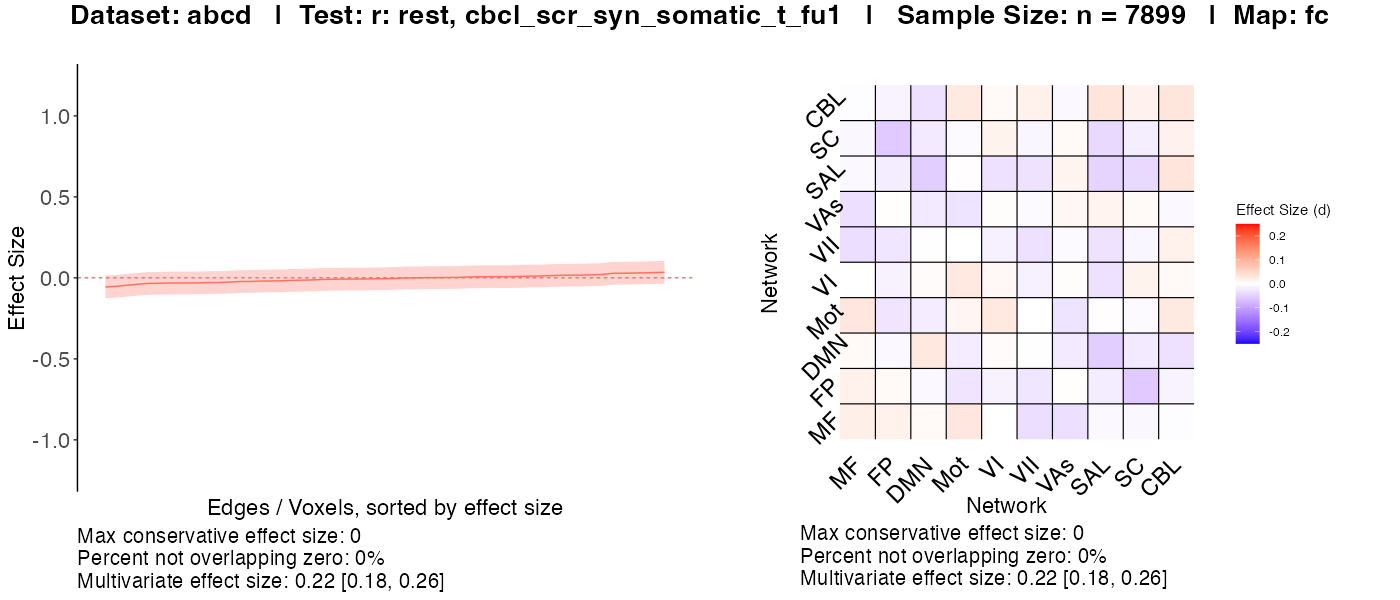 Dataset: abcd | Test: r: rest, cbcl_scr_syn_somatic_t_fu1 | Sample Size: n = 7899 | Map: fc
Effect Size
1.0
0.5
0.0
-0.5
-1.0
Edges / Voxels, sorted by effect size
Max conservative effect size: 0
Percent not overlapping zero: 0%
Multivariate effect size: 0.22 [0.18, 0.26]
Network
CBL
SC
SAL
VAs
VII
VI
Mot
DMN
FP
MF
MF
FP
DMN
Mot
VI
VII
VAs
SAL
SC
CBL
Network
Max conservative effect size: 0
Percent not overlapping zero: 0%
Multivariate effect size: 0.22 [0.18, 0.26]
Effect Size (d)
0.2
0.1
0.0
-0.1
-0.2